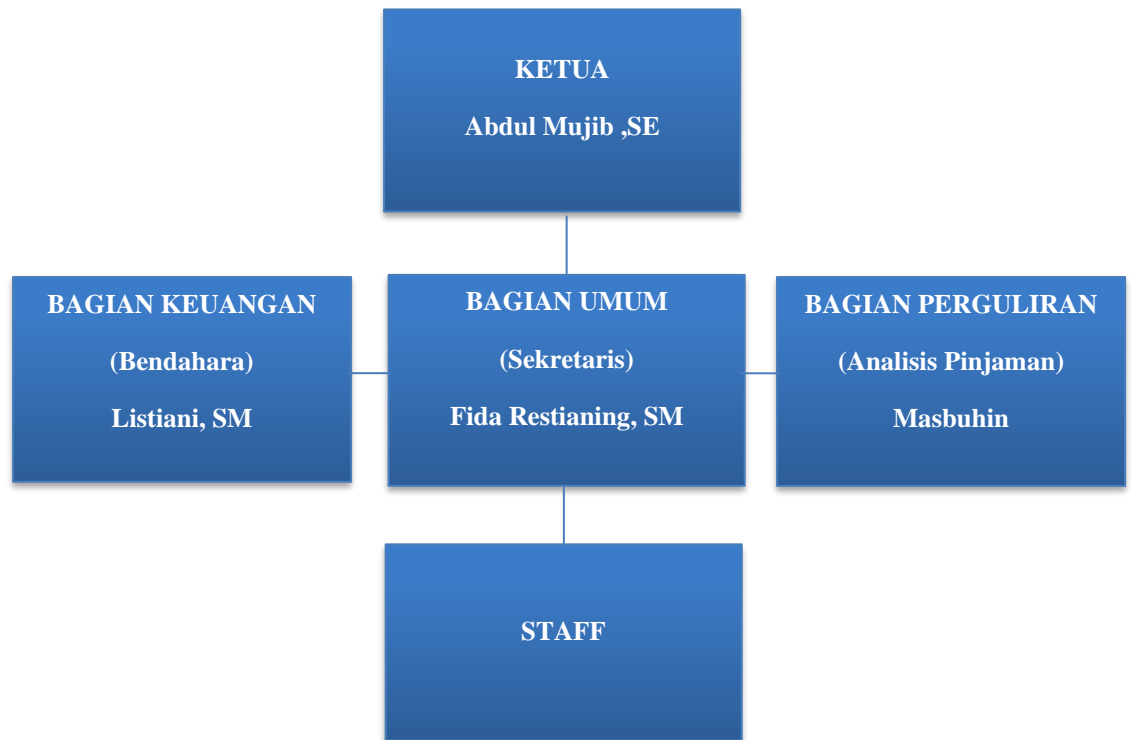 KETUA
Abdul Mujib ,SE
BAGIAN KEUANGAN
(Bendahara)
Listiani, SM
BAGIAN UMUM
(Sekretaris)
Fida Restianing, SM
BAGIAN PERGULIRAN
(Analisis Pinjaman)
Masbuhin
STAFF